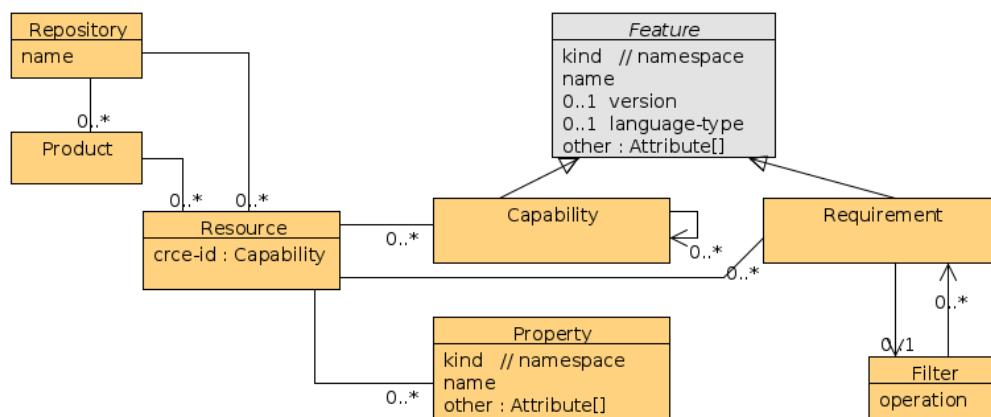 Repository
name
0..*
Product
0..*
0..*
Resource
crce-id : Capability
Feature
kind // namespace
name
0..1 version
0..1 language-type
other : Attribute[]
Capability
0..*
0..*
Requirement
0..*
0..*
0../1
Filter
operation
Property
kind // namespace
name
other : Attribute[]
0..*